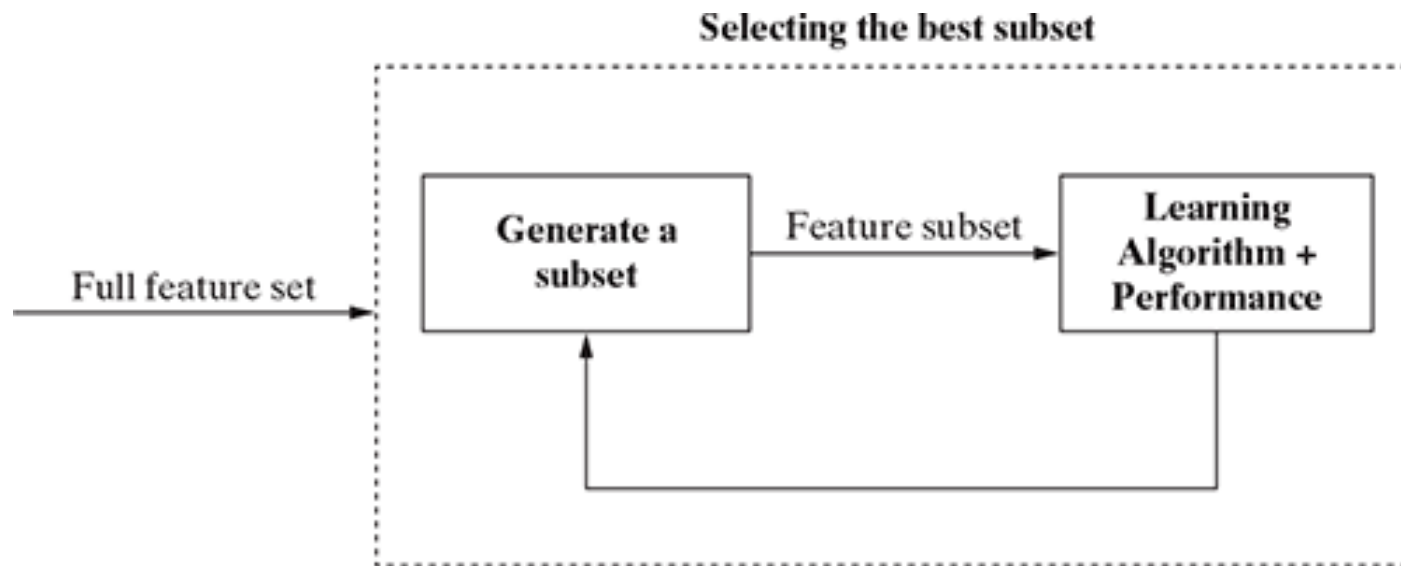 Selecting the best subset
Generate a
subset
Feature subset
Learning
Algorithm +
Performance
Full feature set